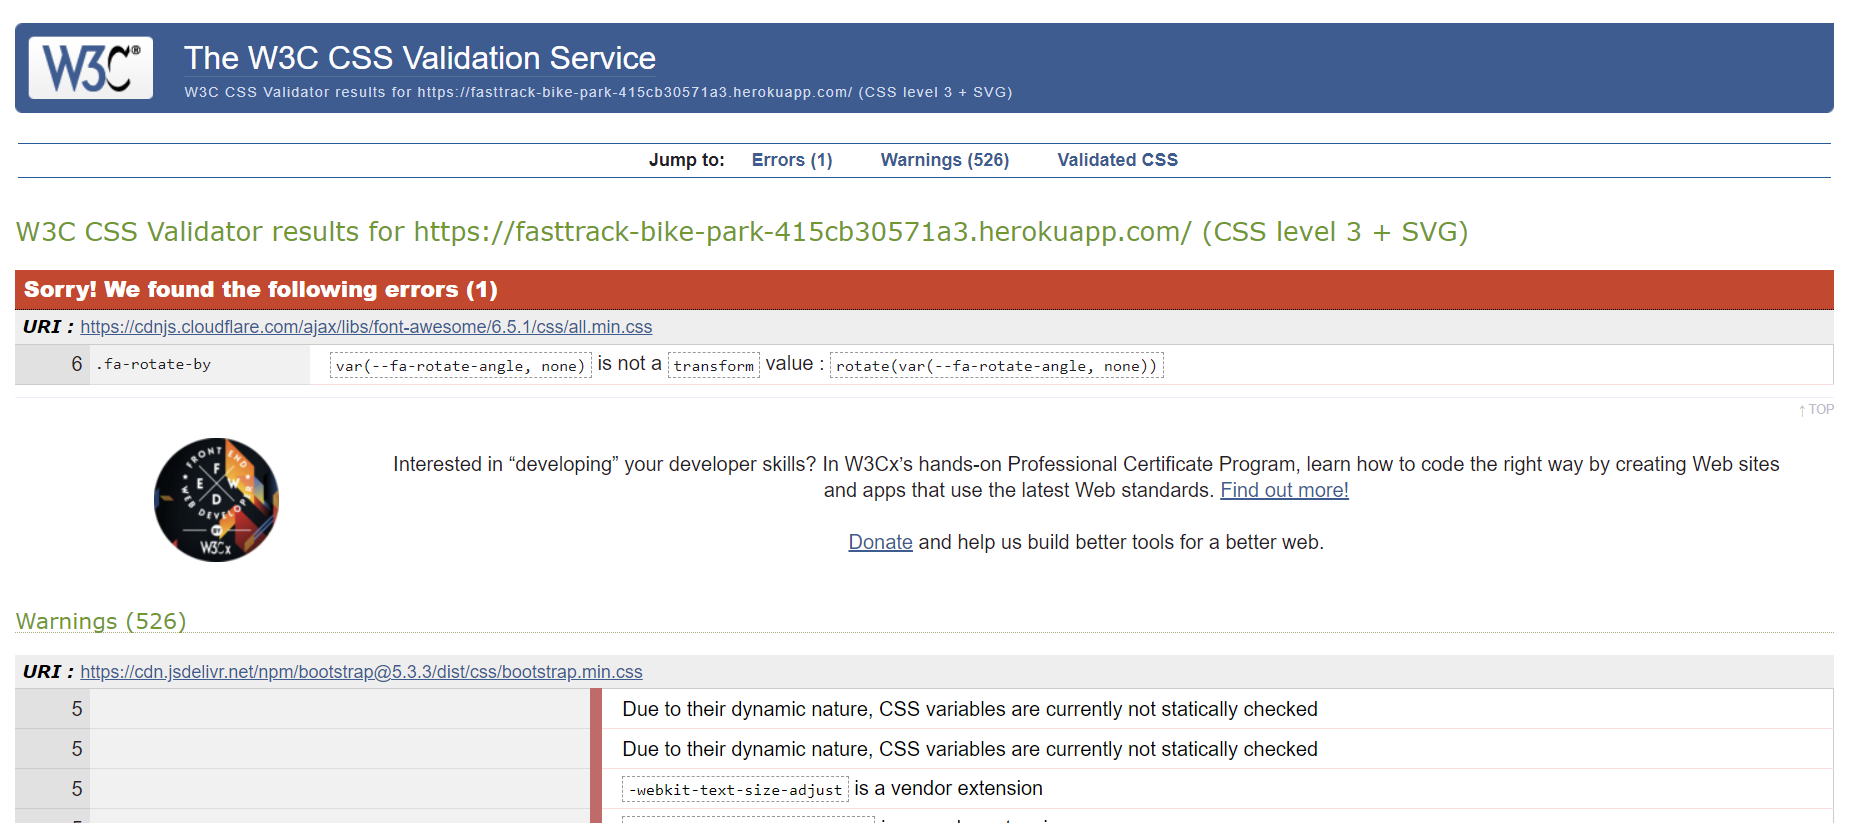 W3C®
The W3C CSS Validation Service
W3C CSS Validator results for https://fasttrack-bike-park-415cb30571a3.herokuapp.com/ (CSS level 3 + SVG)
Jump to: Errors (1) Warnings (526) Validated CSS
W3C CSS Validator results for https://fasttrack-bike-park-415cb30571a3.herokuapp.com/ (CSS level 3 + SVG)
Sorry! We found the following errors (1)
URI : https://cdnjs.cloudflare.com/ajax/libs/font-awesome/6.5.1/css/all.min.css
6 .fa-rotate-by var(--fa-rotate-angle, none) is not a transform value : rotate(var(--fa-rotate-angle, none))
↑ TOP
FRONT END
F E W D
WEB DEVELOPER
BY
W3Cx
Interested in “developing” your developer skills? In W3Cx’s hands-on Professional Certificate Program, learn how to code the right way by creating Web sites
and apps that use the latest Web standards. Find out more!
Donate and help us build better tools for a better web.
Warnings (526)
URI : https://cdn.jsdelivr.net/npm/bootstrap@5.3.3/dist/css/bootstrap.min.css
5 Due to their dynamic nature, CSS variables are currently not statically checked
5 Due to their dynamic nature, CSS variables are currently not statically checked
5 -webkit-text-size-adjust is a vendor extension